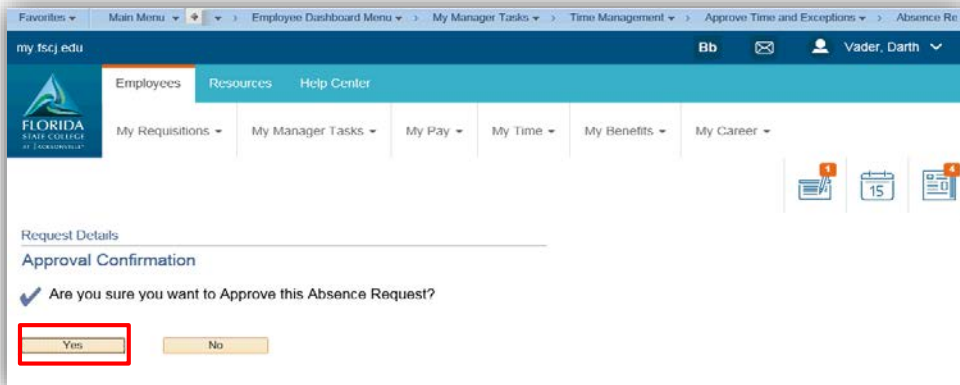 Favorites Main Menu > Employee Dashboard Menu > My Manager Tasks > Time Management > Approve Time and Exceptions > Absence Re
my.fscj.edu Bb Vader, Darth
Employees Resources Help Center
FLORIDA
STATE COLLEGE
AT JACKSONVILLE
My Requisitions My Manager Tasks My Pay My Time My Benefits My Career
1 15 4
Request Details
Approval Confirmation
Are you sure you want to Approve this Absence Request?
Yes No